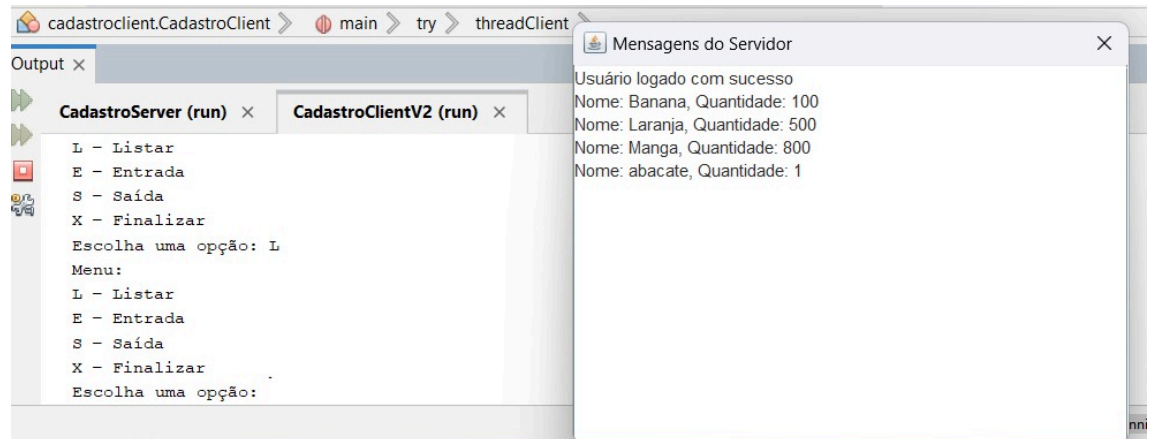 cadastroclient.CadastroClient main try threadClient
Output ×
CadastroServer (run) × CadastroClientV2 (run) ×
L - Listar
E - Entrada
S - Saída
X - Finalizar
Escolha uma opção: L
Menu:
L - Listar
E - Entrada
S - Saída
X - Finalizar
Escolha uma opção:
Mensagens do Servidor
Usuário logado com sucesso
Nome: Banana, Quantidade: 100
Nome: Laranja, Quantidade: 500
Nome: Manga, Quantidade: 800
Nome: abacate, Quantidade: 1